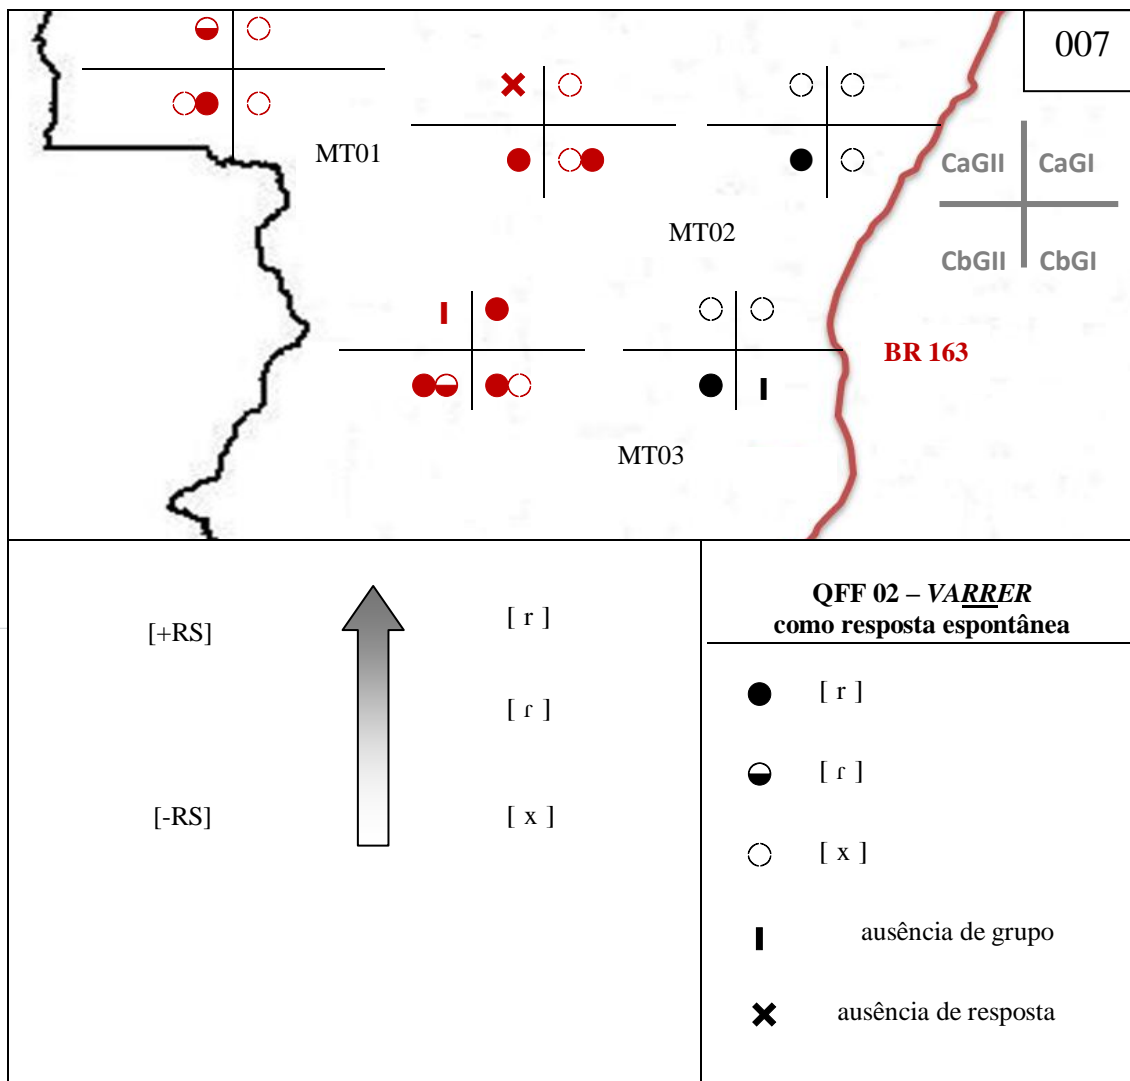 007
MT01
CaGII CaGI
MT02
CbGII CbGI
BR 163
MT03
QFF 02 – VARRER
como resposta espontânea
[+RS]
[ r ]
[ r ]
[ ɾ ]
[ ɾ ]
[-RS]
[ x ]
[ x ]
ausência de grupo
ausência de resposta